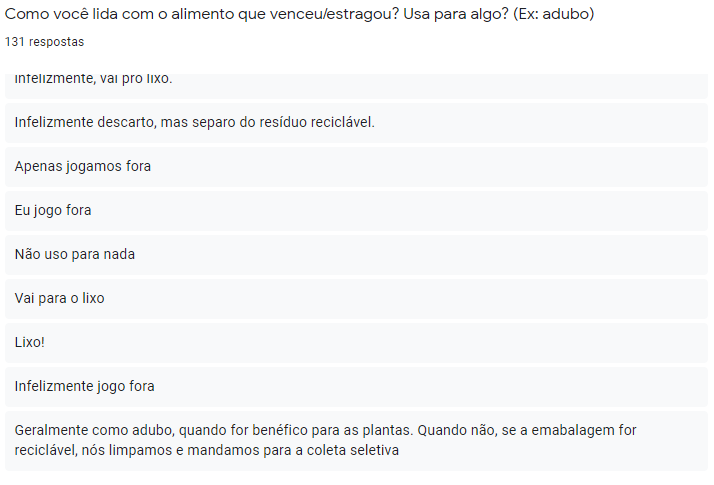 Como você lida com o alimento que venceu/estragou? Usa para algo? (Ex: adubo)
131 respostas
Infelizmente, vai pro lixo.
Infelizmente descarto, mas separo do resíduo reciclável.
Apenas jogamos fora
Eu jogo fora
Não uso para nada
Vai para o lixo
Lixo!
Infelizmente jogo fora
Geralmente como adubo, quando for benéfico para as plantas. Quando não, se a emabalagem for
reciclável, nós limpamos e mandamos para a coleta seletiva